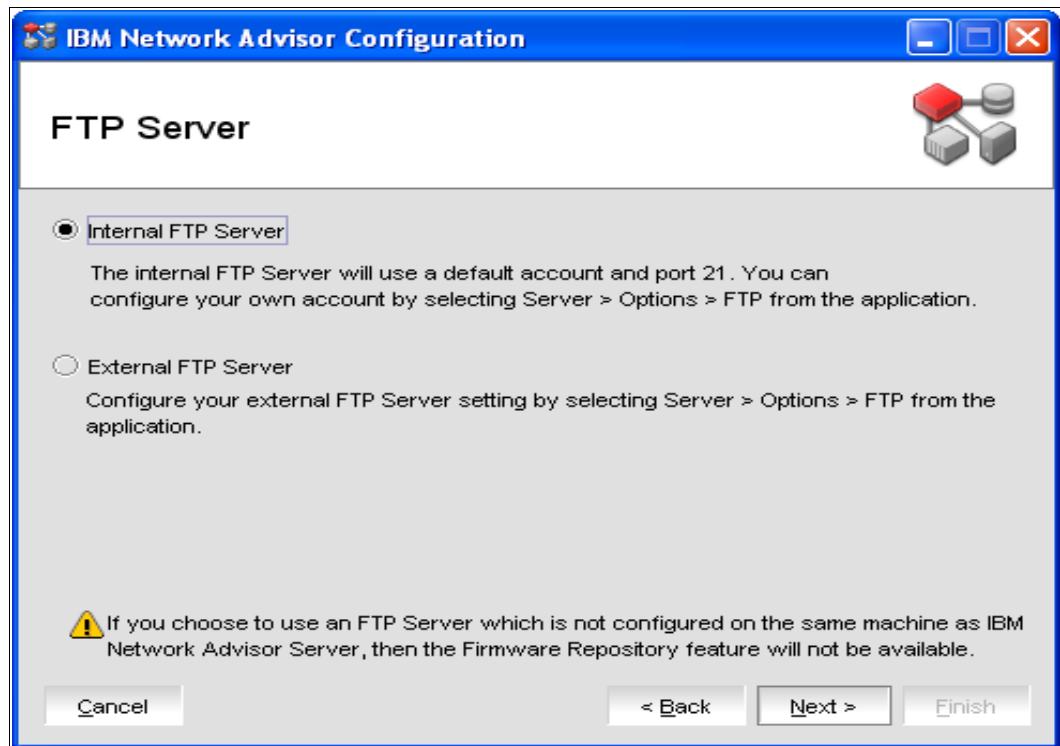 IBM Network Advisor Configuration
FTP Server
Internal FTP Server
The internal FTP Server will use a default account and port 21. You can
configure your own account by selecting Server > Options > FTP from the application.
External FTP Server
Configure your external FTP Server setting by selecting Server > Options > FTP from the
application.
If you choose to use an FTP Server which is not configured on the same machine as IBM
Network Advisor Server, then the Firmware Repository feature will not be available.
Cancel
< Back
Next >
Finish